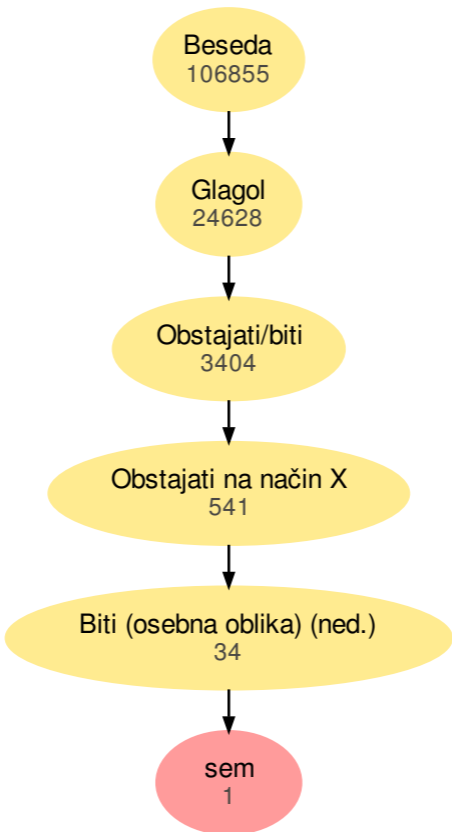 Beseda
106855
Glagol
24628
Obstajati/biti
3404
Obstajati na način X
541
Biti (osebna oblika) (ned.)
34
sem
1